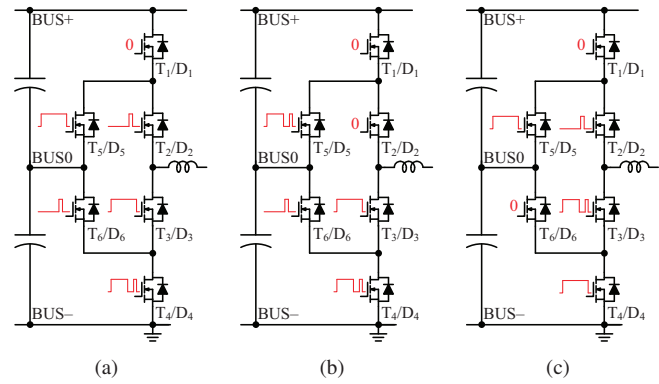 BUS+
0
T1/D1
T5/D5
T2/D2
BUS0
T6/D6
T3/D3
T4/D4
BUS–
(a)
BUS+
0
T1/D1
0
T5/D5
T2/D2
BUS0
T6/D6
T3/D3
T4/D4
BUS–
(b)
BUS+
0
T1/D1
T5/D5
T2/D2
BUS0
0
T6/D6
T3/D3
T4/D4
BUS–
(c)